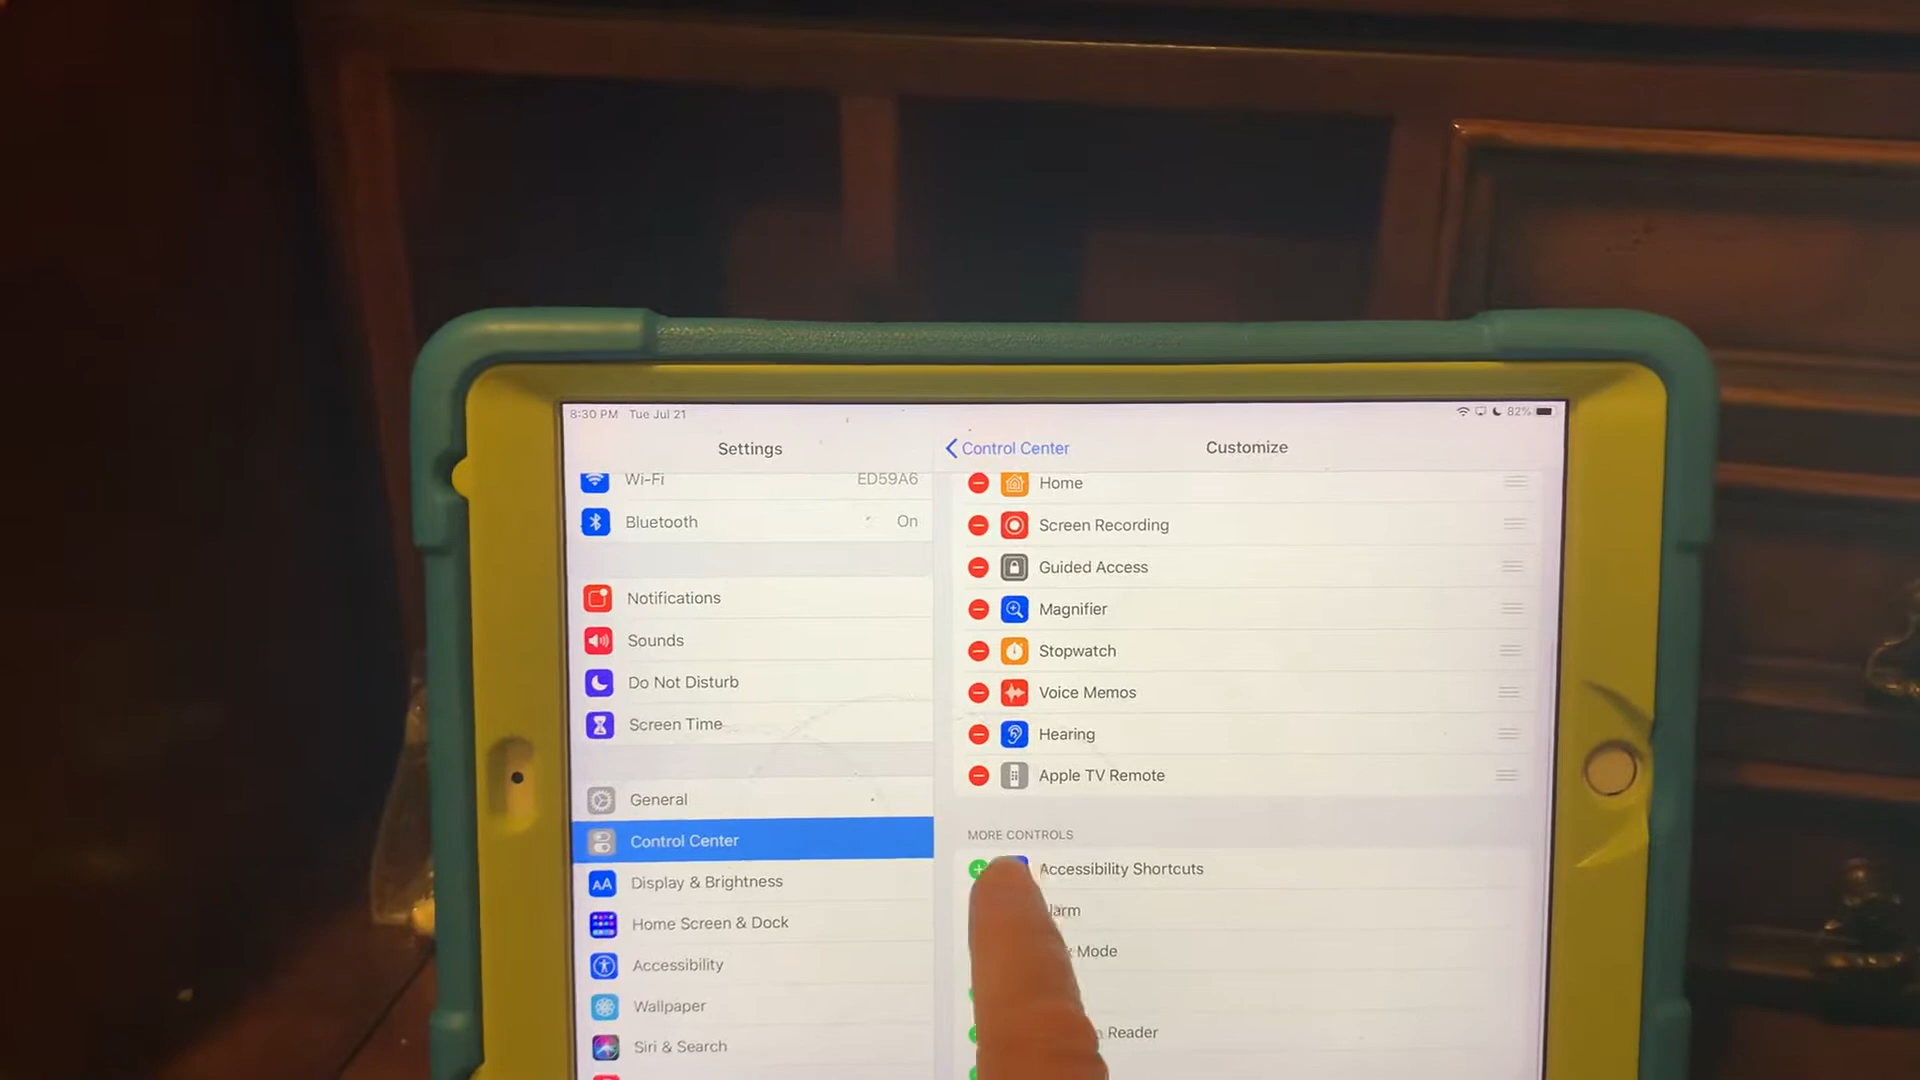 8:30 PM Tue Jul 21
82%
Settings
Wi-Fi ED59A6
Bluetooth On
Notifications
Sounds
Do Not Disturb
Screen Time
General
Control Center
AA Display & Brightness
Home Screen & Dock
Accessibility
Wallpaper
Siri & Search
Control Center
Customize
Home
Screen Recording
Guided Access
Magnifier
Stopwatch
Voice Memos
Hearing
Apple TV Remote
MORE CONTROLS
Accessibility Shortcuts
larm
Mode
Reader